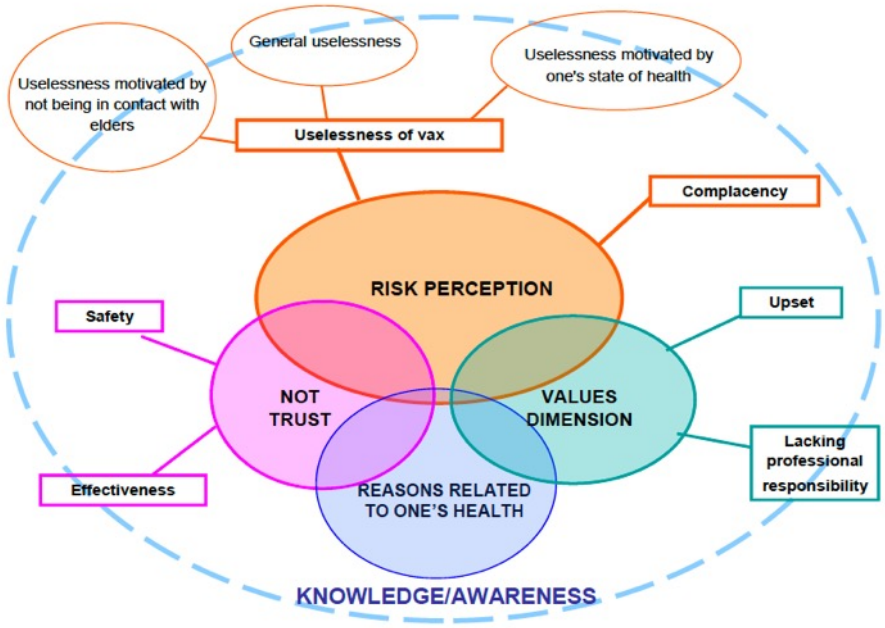 General uselessness
Uselessness motivated by
not being in contact with
elders
Uselessness motivated by
one's state of health
Uselessness of vax
Complacency
RISK PERCEPTION
Safety
Upset
NOT
TRUST
VALUES
DIMENSION
Effectiveness
Lacking
professional
responsibility
REASONS RELATED
TO ONE'S HEALTH
KNOWLEDGE/AWARENESS